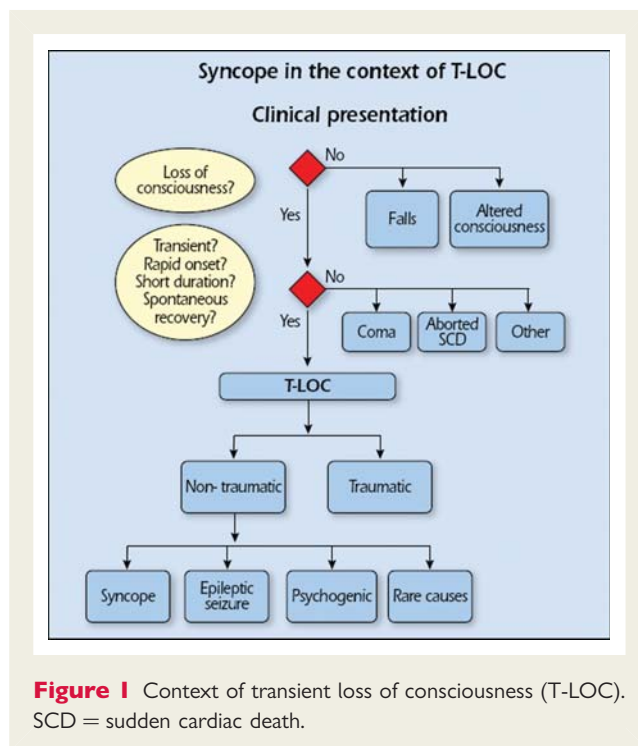 Syncope in the context of T-LOC
Clinical presentation
Loss of
consciousness?
No
Yes
Falls
Altered
consciousness
Transient?
Rapid onset?
Short duration?
Spontaneous
recovery?
No
Yes
Coma
Aborted
SCD
Other
T-LOC
Non- traumatic
Traumatic
Syncope
Epileptic
seizure
Psychogenic
Rare causes
Figure 1 Context of transient loss of consciousness (T-LOC).
SCD = sudden cardiac death.